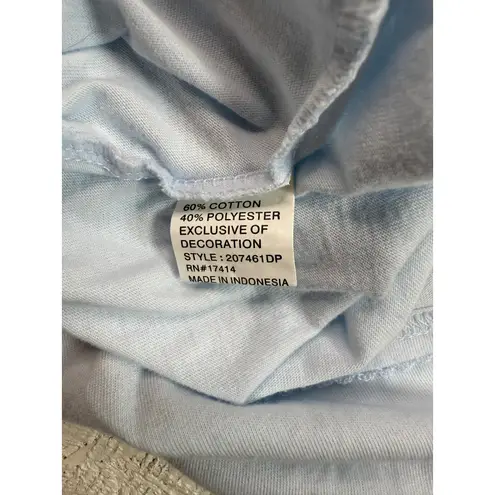 60% COTTON
40% POLYESTER
EXCLUSIVE OF
DECORATION
STYLE : 207461DP
RN#17414
MADE IN INDONESIA